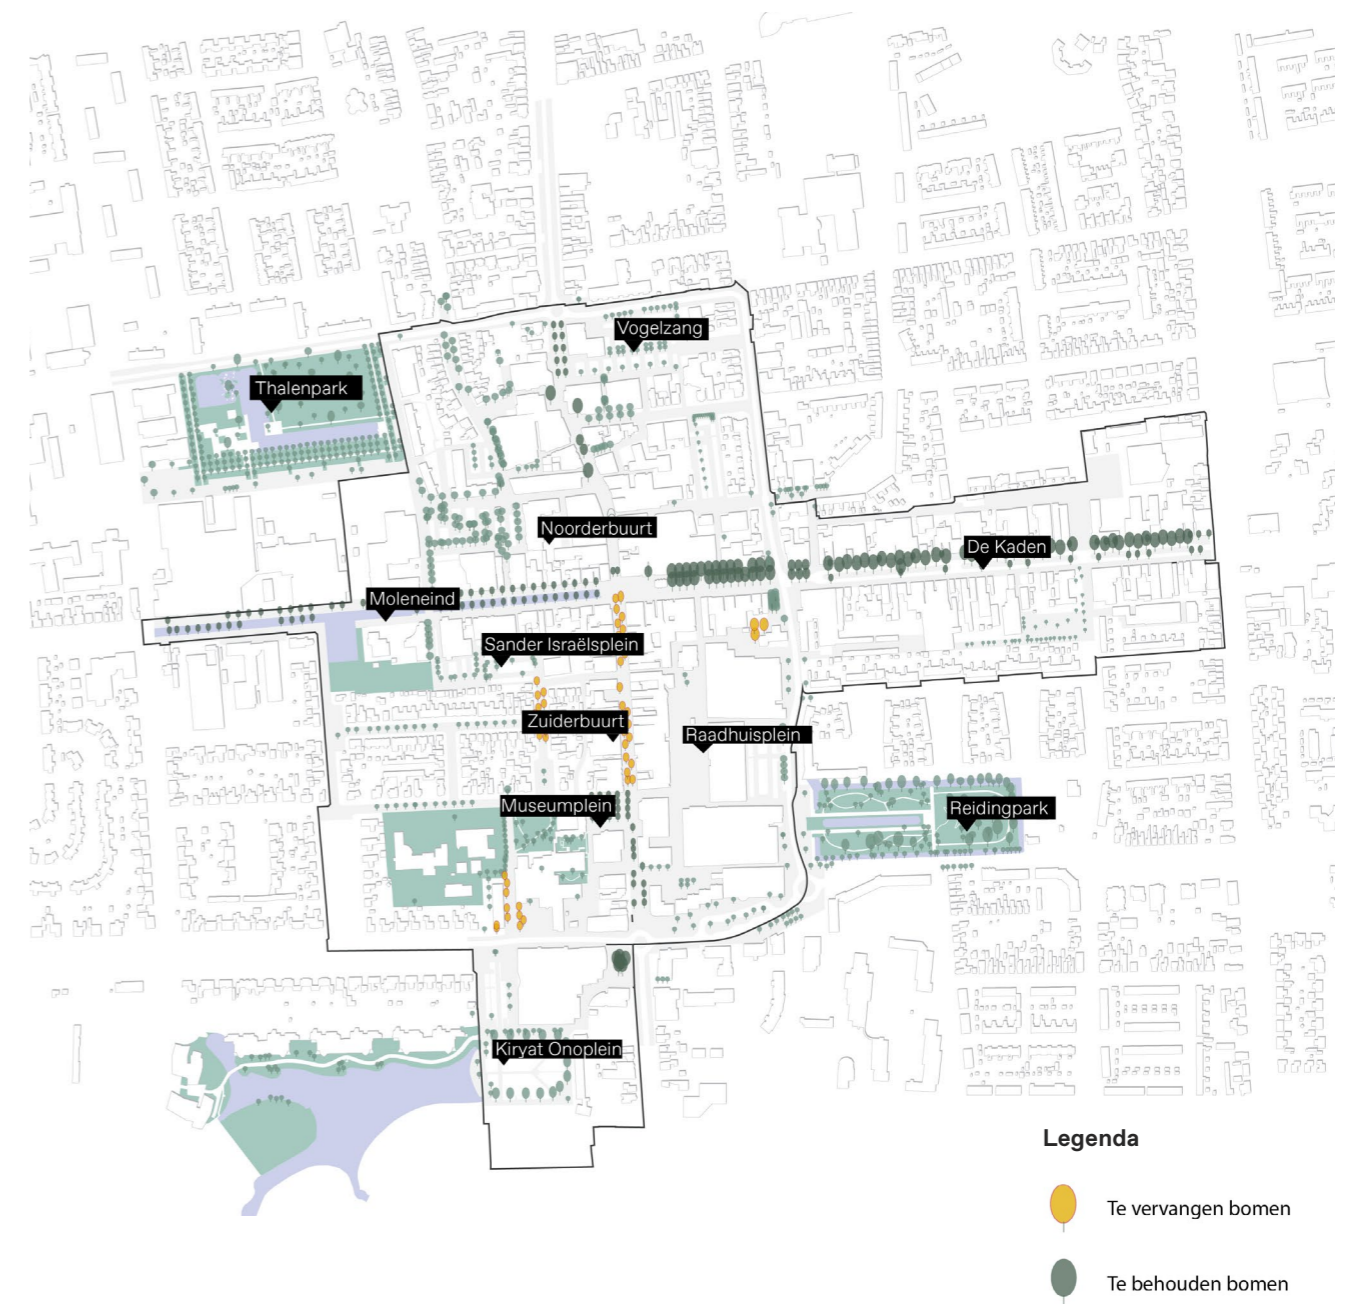 Vogelzang
Thalenpark
Noorderbuurt
De Kaden
Moleneind
Sander Israëlsplein
Zuiderbuurt
Raadhuisplein
Museumplein
Reidingpark
Kiryat Onoplein
Legenda
Te vervangen bomen
Te behouden bomen